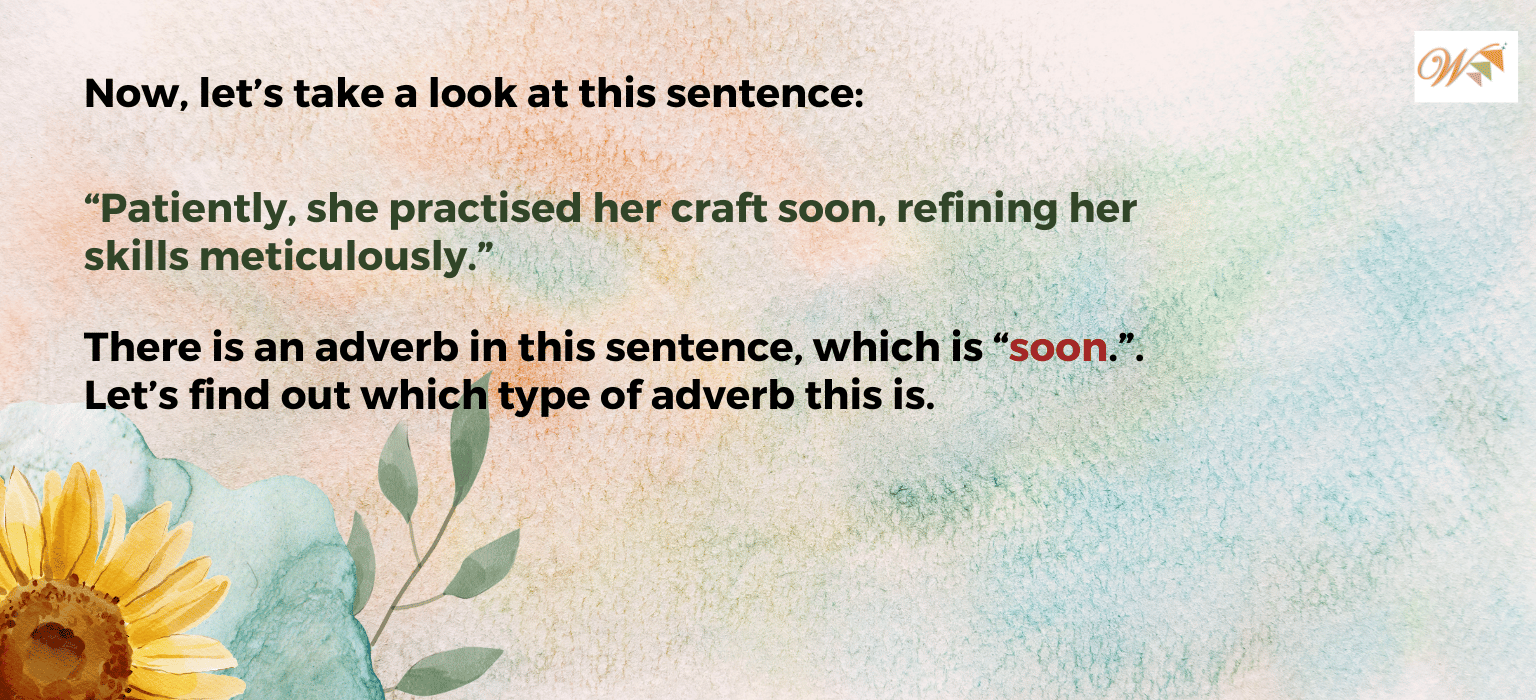 Now, let’s take a look at this sentence:
“Patiently, she practised her craft soon, refining her
skills meticulously.”
There is an adverb in this sentence, which is “soon.”.
Let’s find out which type of adverb this is.
W